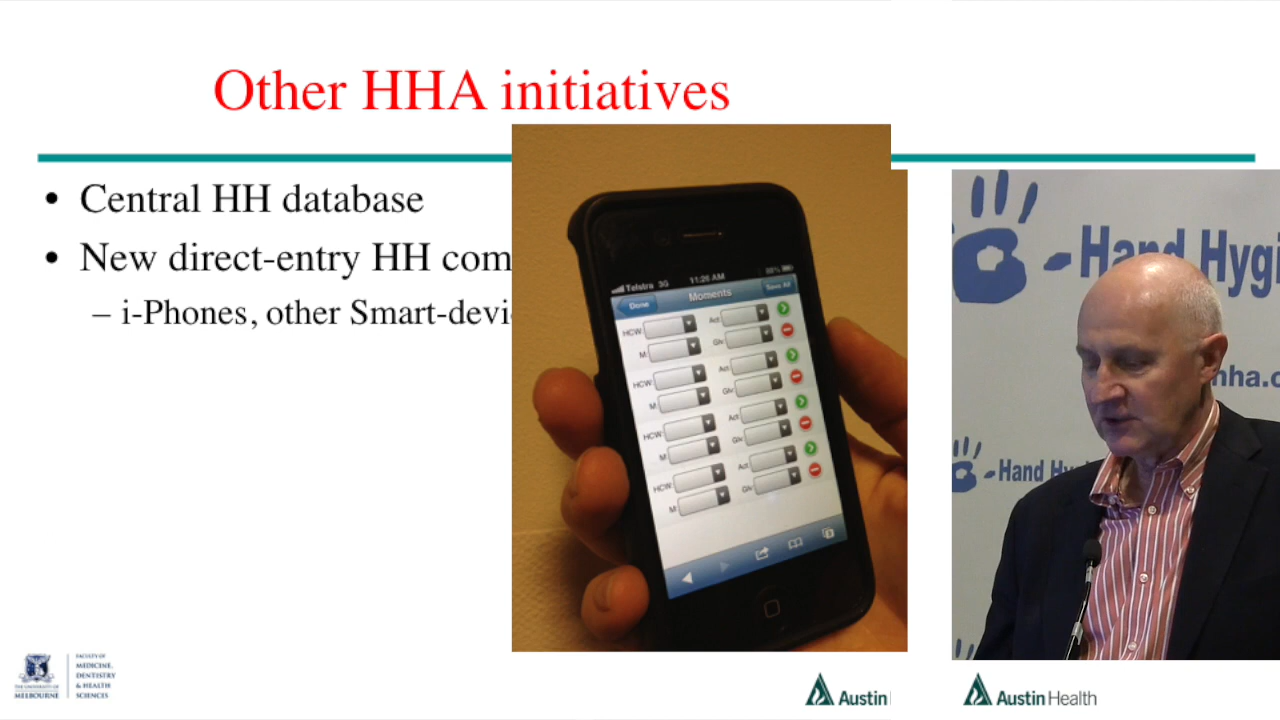 Other HHA initiatives
• Central HH database
• New direct-entry HH com
– i-Phones, other Smart-devi
Telstra 3G 11:26 AM
Done Moments Save All
HCW: Act:
M: Glv:
HCW: Act:
M: Glv:
HCW: Act:
M: Glv:
HCW: Act:
M: Glv:
- Hand Hygi
hha.c
- Hand Hy
THE UNIVERSITY OF
MELBOURNE
FACULTY OF
MEDICINE,
DENTISTRY
& HEALTH
SCIENCES
Austin
Austin Health